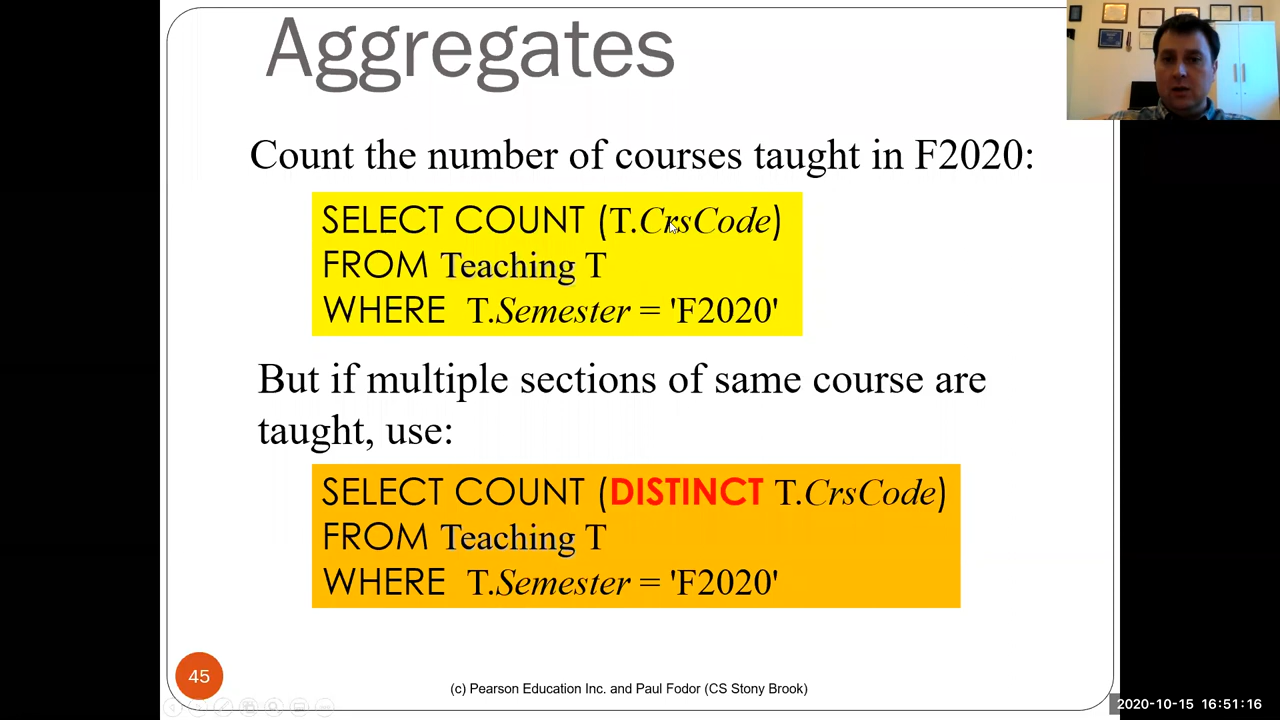 Aggregates
Count the number of courses taught in F2020:
SELECT COUNT (T.CrsCode)
FROM Teaching T
WHERE T.Semester = 'F2020'
But if multiple sections of same course are
taught, use:
SELECT COUNT (DISTINCT T.CrsCode)
FROM Teaching T
WHERE T.Semester = 'F2020'
45
(c) Pearson Education Inc. and Paul Fodor (CS Stony Brook)
2020-10-15 16:51:16